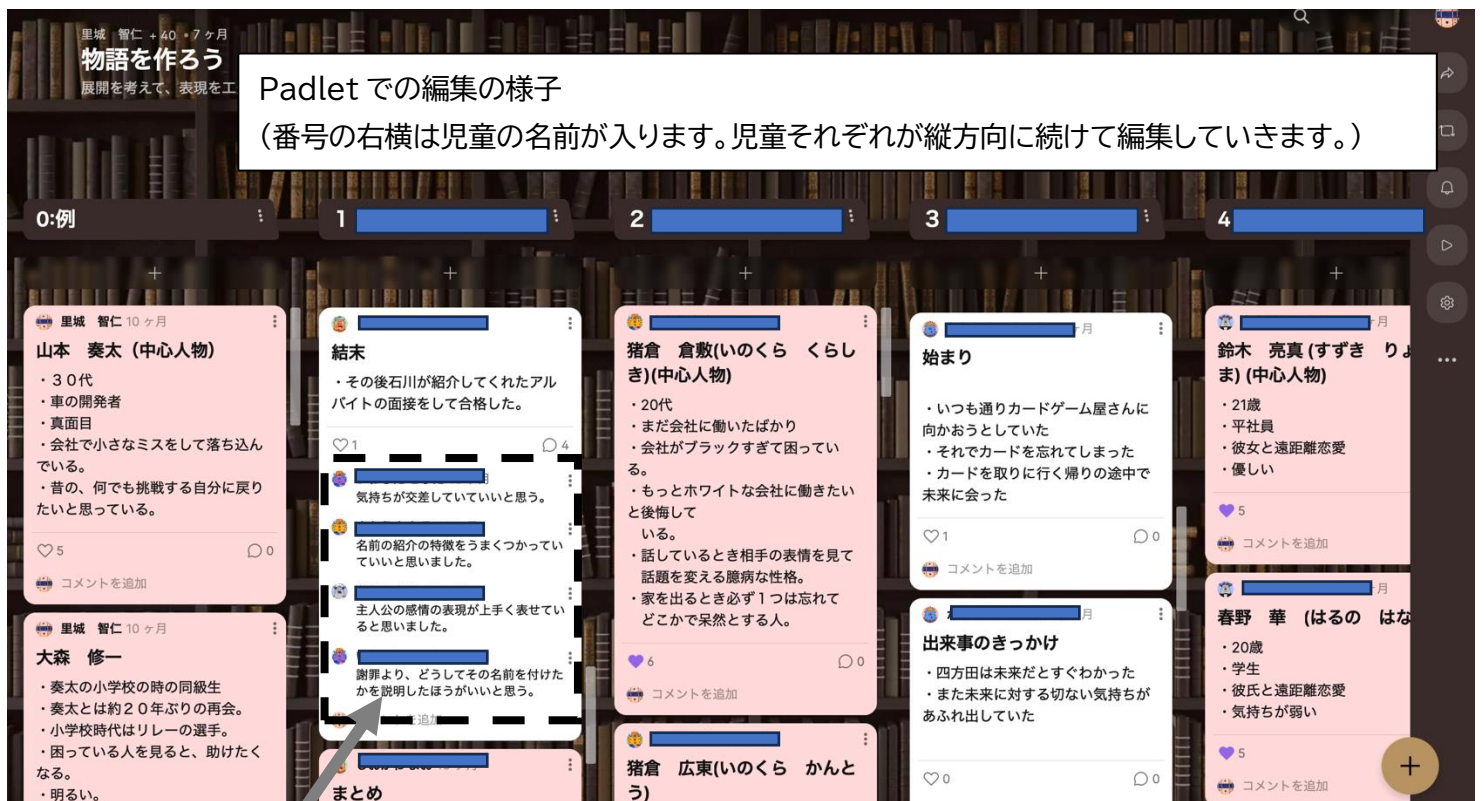 里城　智仁 + 40 • 7 ヶ月
物語を作ろう
展開を考えて、表現を工
Padlet での編集の様子
（番号の右横は児童の名前が入ります。児童それぞれが縦方向に続けて編集していきます。）
0:例
里城　智仁 10 ヶ月
山本　奏太（中心人物）
・３０代
・車の開発者
・真面目
・会社で小さなミスをして落ち込ん
でいる。
・昔の、何でも挑戦する自分に戻り
たいと思っている。
5
0
コメントを追加
里城　智仁 10 ヶ月
大森　修一
・奏太の小学校の時の同級生
・奏太とは約２０年ぶりの再会。
・小学校時代はリレーの選手。
・困っている人を見ると、助けたく
なる。
・明るい。
1
結末
・その後石川が紹介してくれたアル
バイトの面接をして合格した。
1
4
気持ちが交差していていいと思う。
名前の紹介の特徴をうまくつかってい
ていいと思いました。
主人公の感情の表現が上手く表せてい
ると思いました。
謝罪より、どうしてその名前を付けた
かを説明したほうがいいと思う。
まとめ
2
猪倉　倉敷(いのくら　くらし
き)(中心人物)
・20代
・まだ会社に働いたばかり
・会社がブラックすぎて困ってい
る。
・もっとホワイトな会社に働きたい
と後悔して
いる。
・話しているとき相手の表情を見て
話題を変える臆病な性格。
・家を出るとき必ず１つは忘れて
どこかで呆然とする人。
6
0
コメントを追加
猪倉　広東(いのくら　かんと
う)
3
月
始まり
・いつも通りカードゲーム屋さんに
向かおうとしていた
・それでカードを忘れてしまった
・カードを取りに行く帰りの途中で
未来に会った
1
0
コメントを追加
月
出来事のきっかけ
・四方田は未来だとすぐわかった
・また未来に対する切ない気持ちが
あふれ出していた
0
0
4
月
鈴木　亮真 (すずき　りょ
ま) (中心人物)
・21歳
・平社員
・彼女と遠距離恋愛
・優しい
5
コメントを追加
月
春野　華　(はるの　はな
・20歳
・学生
・彼氏と遠距離恋愛
・気持ちが弱い
5
コメントを追加